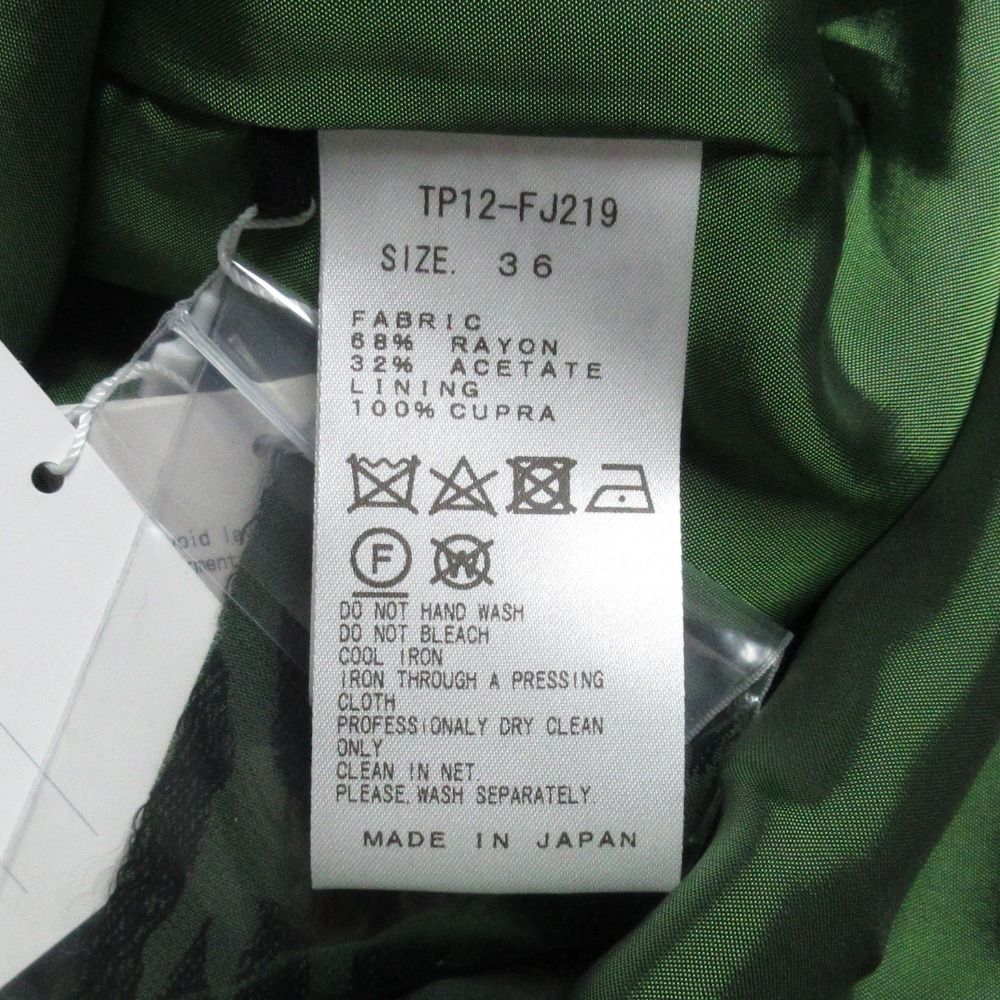 TP12-FJ219
SIZE. 36
FABRIC
68% RAYON
32% ACETATE
LINING
100% CUPRA
F W
DO NOT HAND WASH
DO NOT BLEACH
COOL IRON
IRON THROUGH A PRESSING
CLOTH
PROFESSIONALY DRY CLEAN
ONLY
CLEAN IN NET.
PLEASE WASH SEPARATELY.
MADE IN JAPAN